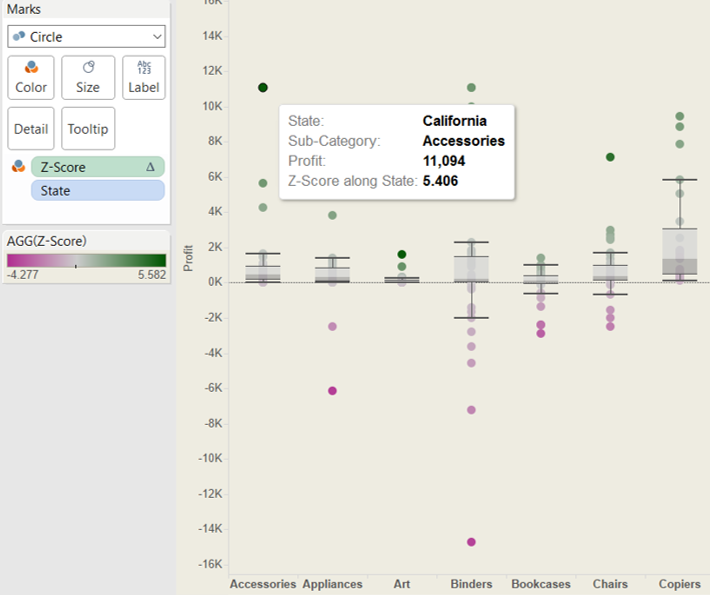 Marks
Circle
Color
Size
Abc
123
Label
Detail
Tooltip
Z-Score Δ
State
AGG(Z-Score)
-4.277 5.582
Profit
16K
14K
12K
10K
8K
6K
4K
2K
0K
-2K
-4K
-6K
-8K
-10K
-12K
-14K
-16K
State: California
Sub-Category: Accessories
Profit: 11,094
Z-Score along State: 5.406
Accessories Appliances Art Binders Bookcases Chairs Copiers